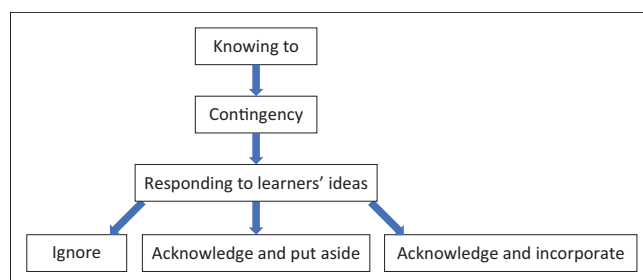 Knowing to
Contingency
Responding to learners’ ideas
Ignore
Acknowledge and put aside
Acknowledge and incorporate